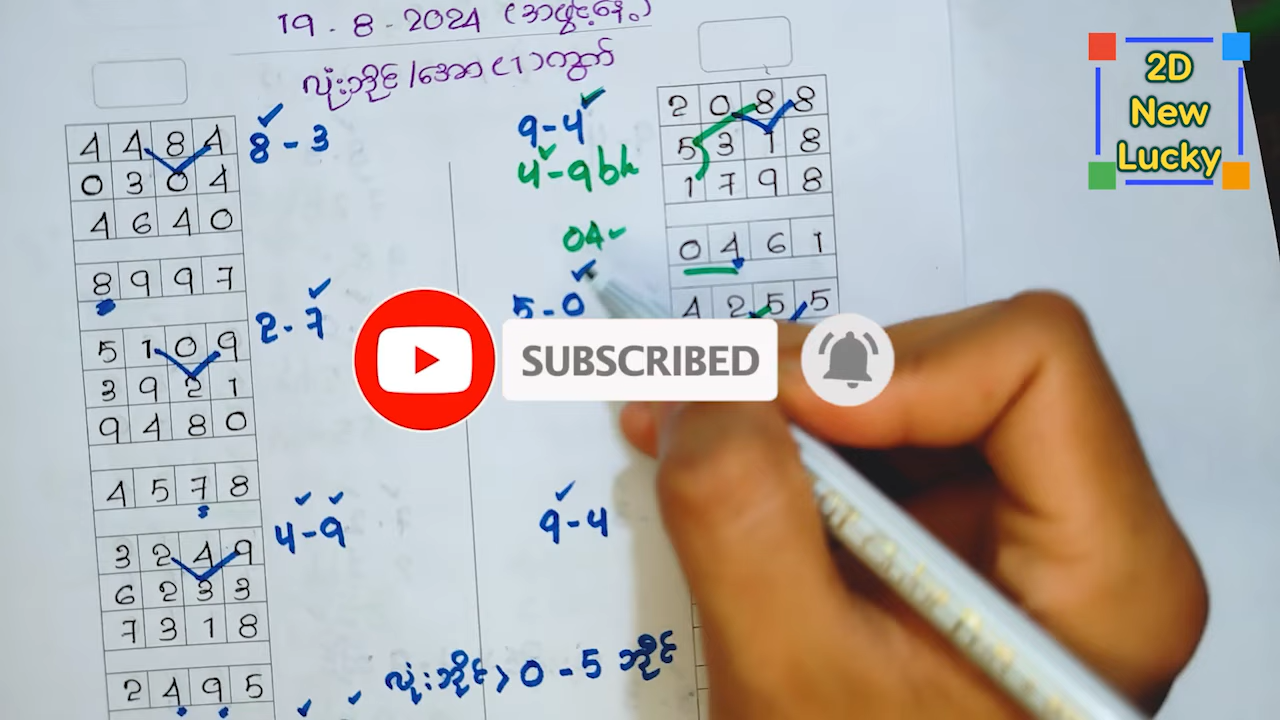 19 - 8 - 2024 (အဖွင့်နေ့)
လုံးဘိုင်/အော(၁) ကွက်
4 4 8 4
0 3 0 4
4 6 4 0
8 9 9 7
5 1 0 9
3 9 2 1
9 4 8 0
4 5 7 8
3 2 4 9
6 2 3 3
7 3 1 8
2 4 9 5
8 - 3
2 - 7
4 - 9
9 - 4
4 - 9 bk
04
5 - 0
9 - 4
လုံးဘိုင် > 0 - 5 ဘိုင်
2 0 8 8
5 3 1 8
1 7 9 8
0 4 6 1
4 2 5 5
SUBSCRIBED
2D
New
Lucky